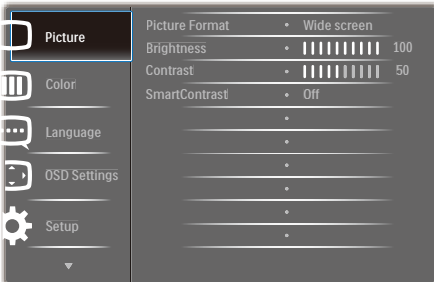 Picture
Color
Language
OSD Settings
Setup
Picture Format • Wide screen
Brightness • 100
Contrast • 50
SmartContrast • Off